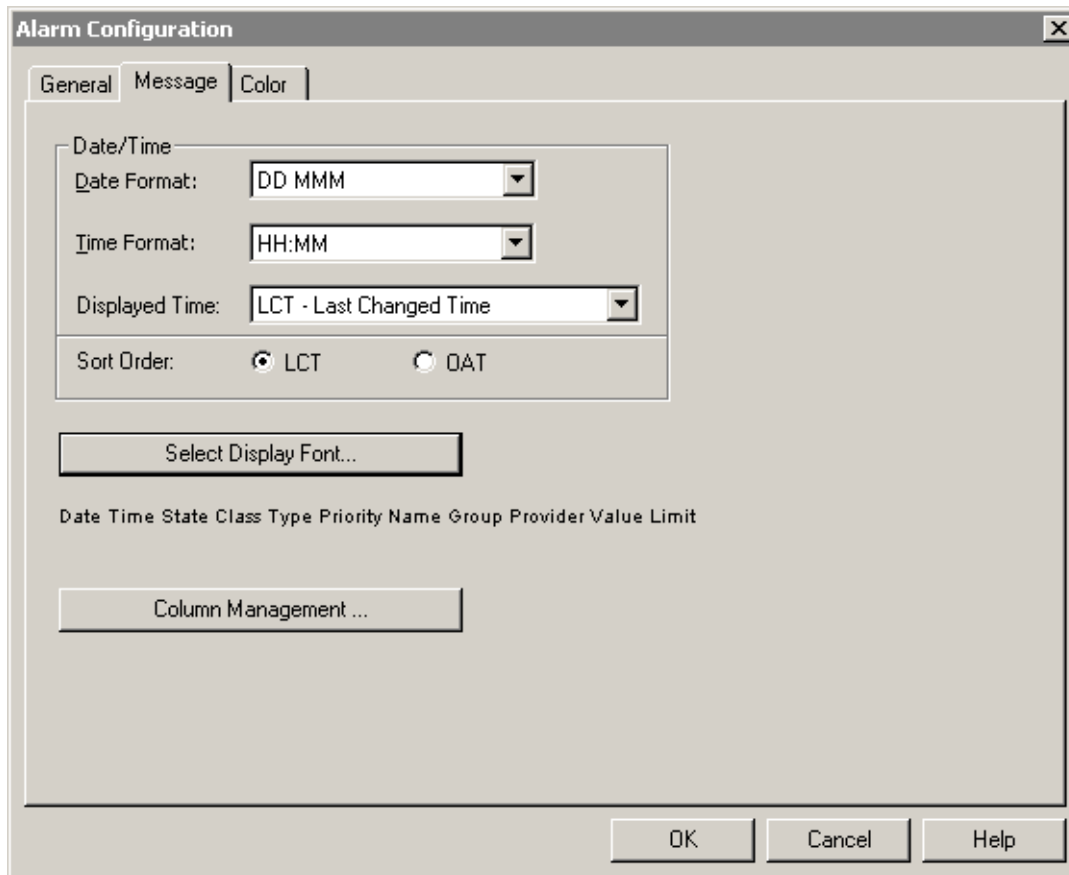 Alarm Configuration
General Message Color
Date/Time
Date Format: DD MMM
Time Format: HH:MM
Displayed Time: LCT - Last Changed Time
Sort Order: LCT OAT
Select Display Font...
Date Time State Class Type Priority Name Group Provider Value Limit
Column Management ...
OK Cancel Help